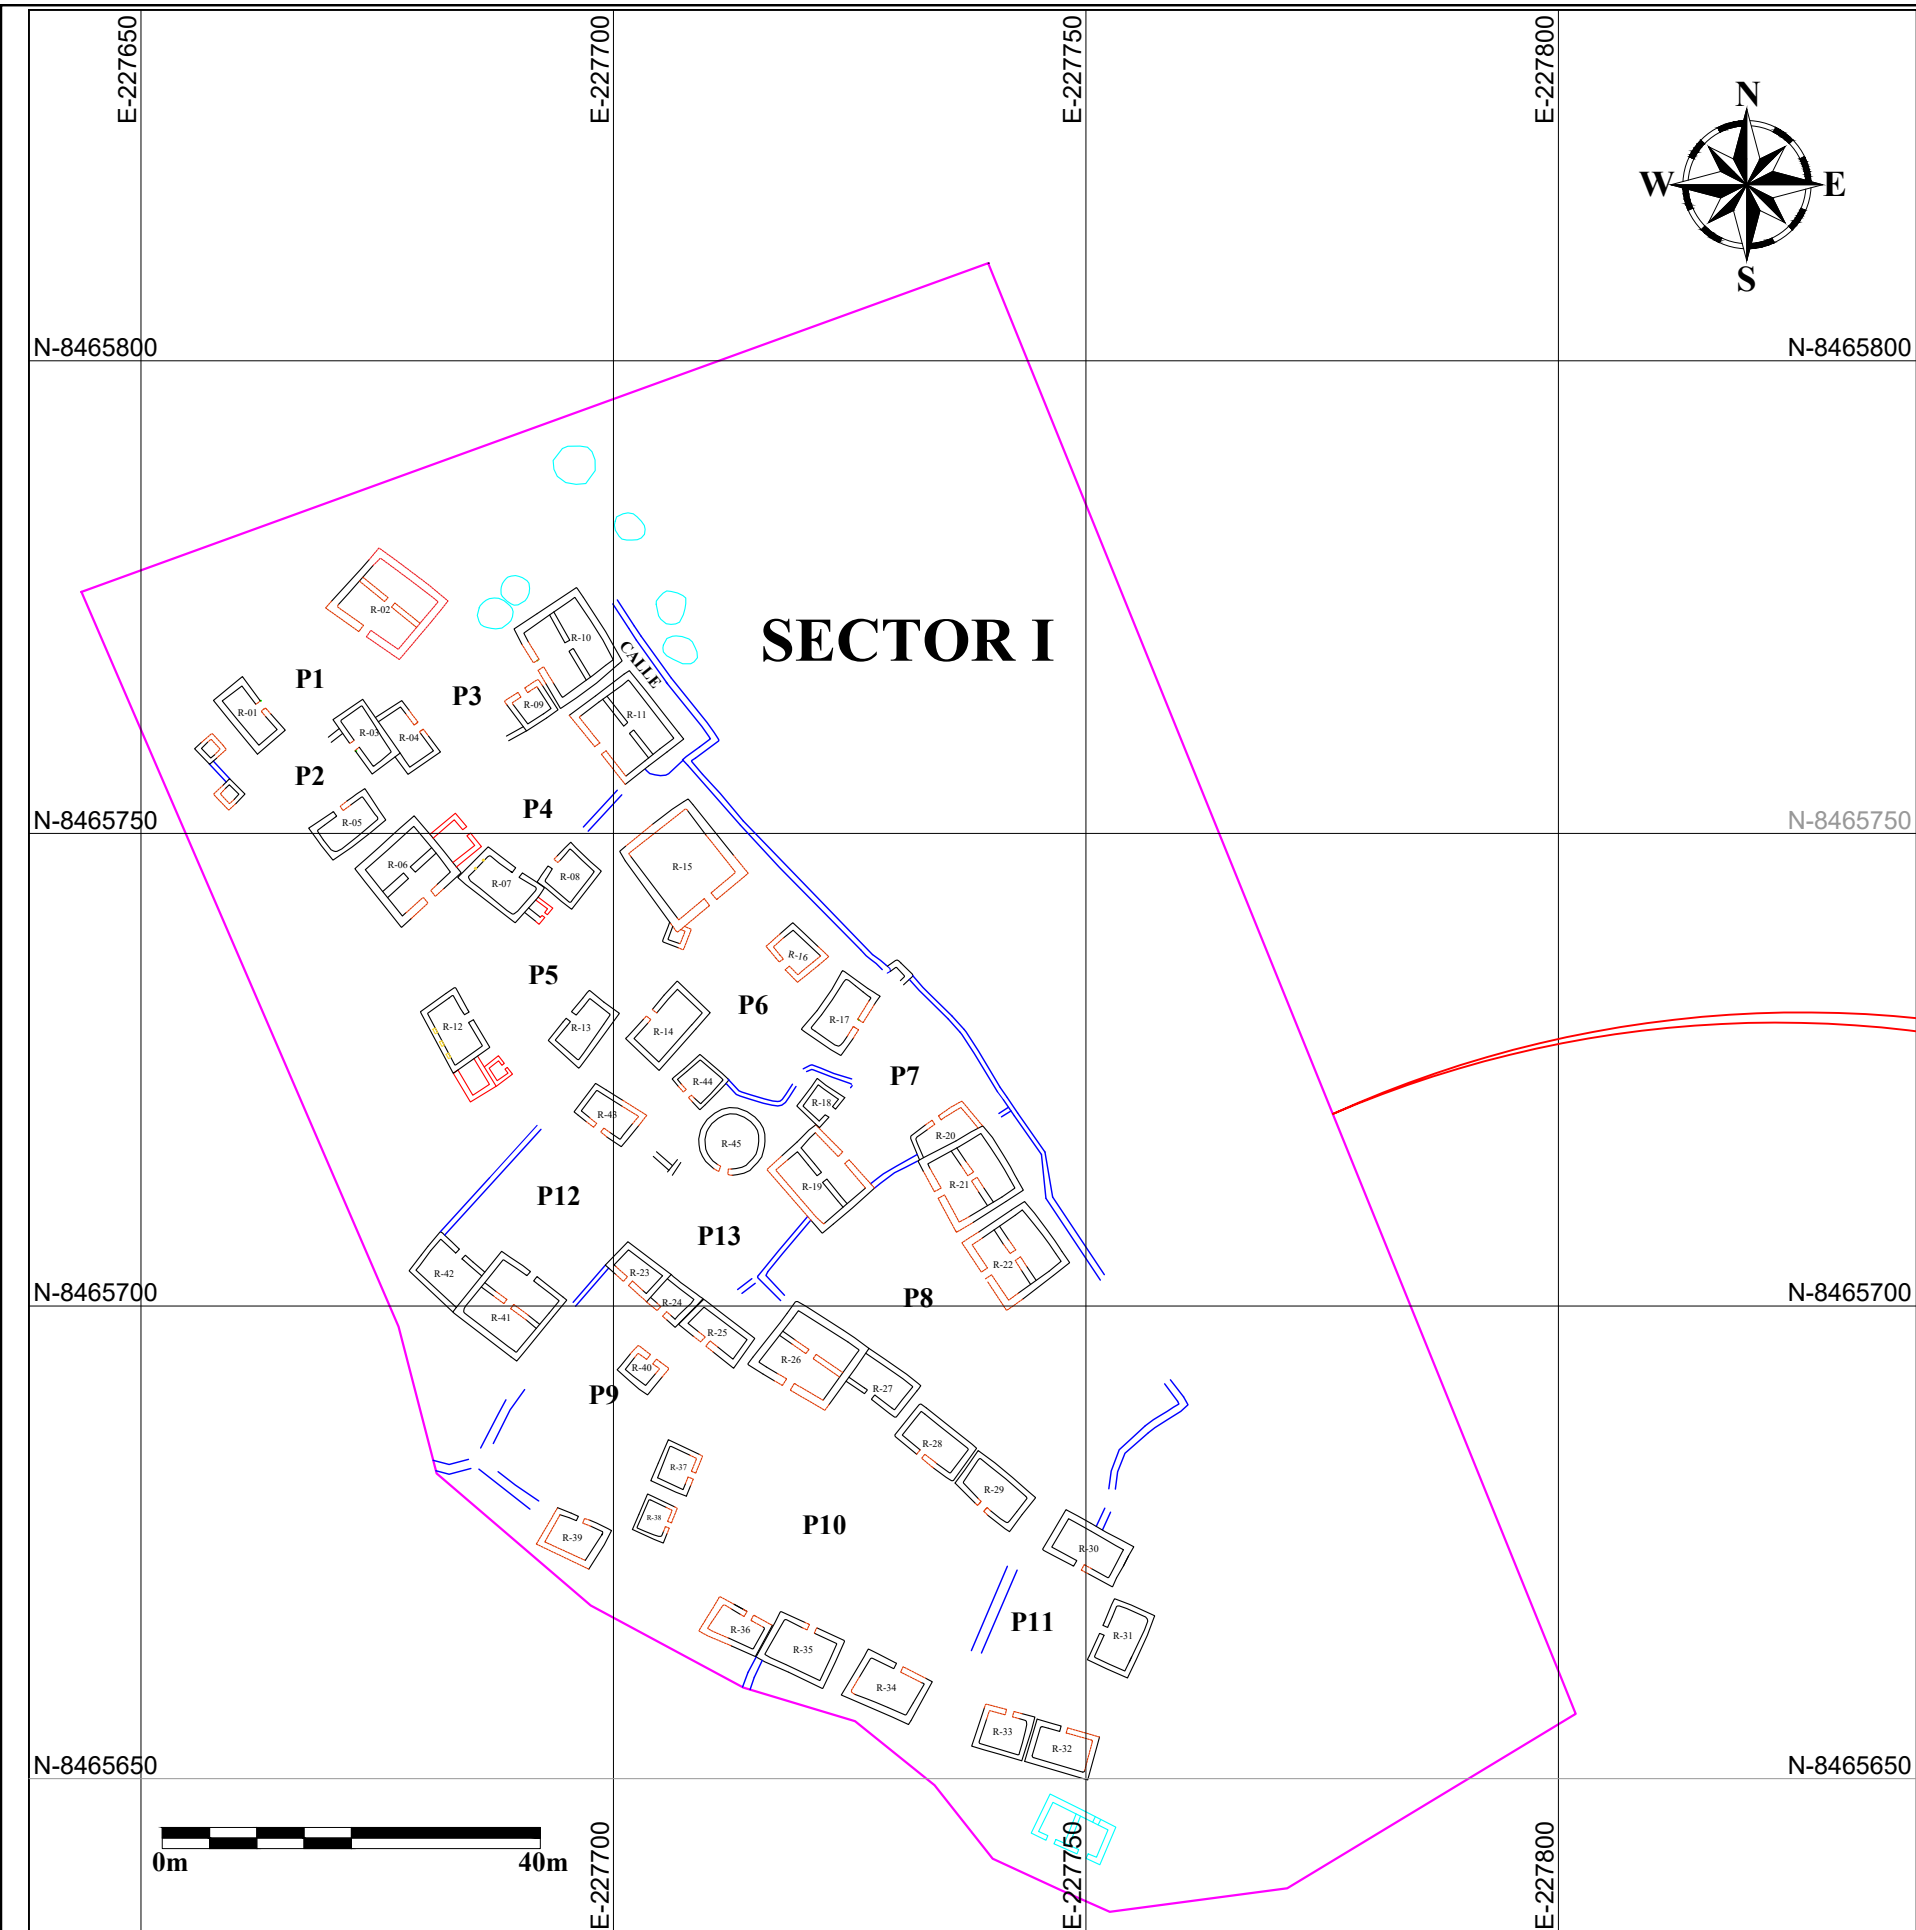 E-227650
E-227700
E-227750
E-227800
N
W
E
S
N-8465800
N-8465800
SECTOR I
R-02
R-10
CALLE
P1
P3
R-01
R-09
R-11
R-03
R-04
P2
P4
R-05
N-8465750
N-8465750
R-06
R-15
R-07
R-08
R-16
P5
P6
R-12
R-13
R-14
R-17
P7
R-44
R-18
R-43
R-45
R-20
P12
R-19
R-21
P13
R-42
R-23
R-22
R-24
P8
N-8465700
N-8465700
R-41
R-25
R-26
R-40
P9
R-27
R-28
R-37
R-29
R-38
P10
R-39
R-30
P11
R-36
R-31
R-35
R-34
R-33
R-32
N-8465650
N-8465650
0m
40m
E-227700
E-227750
E-227800